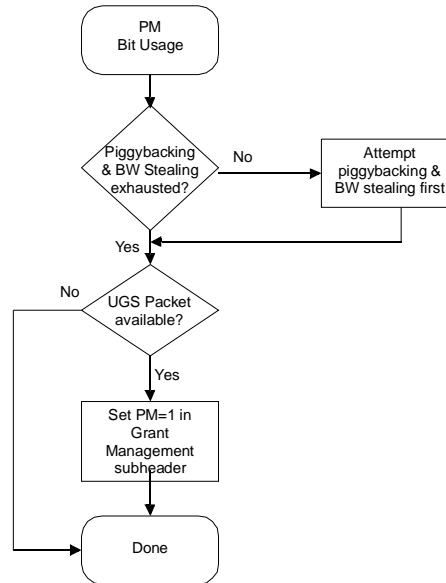 PM
Bit Usage
Piggybacking
& BW Stealing
exhausted?
No
Attempt
piggybacking &
BW stealing first
Yes
No
UGS Packet
available?
Yes
Set PM=1 in
Grant
Management
subheader
Done